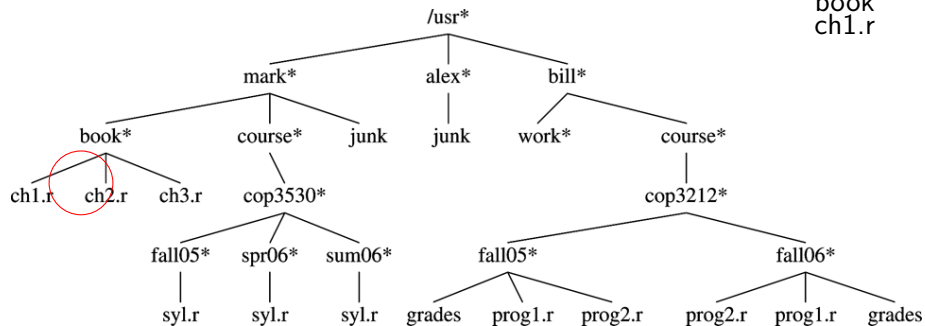 book
ch1.r
/usr*
mark* alex* bill*
book* course* junk junk work* course*
ch1.r ch2.r ch3.r cop3530* cop3212*
fall05* spr06* sum06* fall05* fall06*
syl.r syl.r syl.r grades prog1.r prog2.r prog2.r prog1.r grades